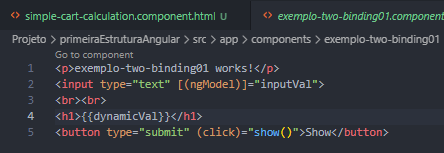 simple-cart-calculation.component.html U
exemplo-two-binding01.component
Projeto > primeiraEstruturaAngular > src > app > components > exemplo-two-binding01
Go to component
1 <p>exemplo-two-binding01 works!</p>
2 <input type="text" [(ngModel)]="inputVal">
3 <br><br>
4 <h1>{{dynamicVal}}</h1>
5 <button type="submit" (click)="show()">Show</button>